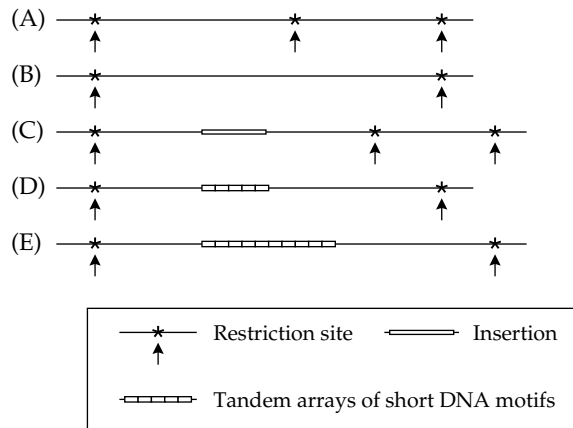 (A)
(B)
(C)
(D)
(E)
Restriction site
Insertion
Tandem arrays of short DNA motifs